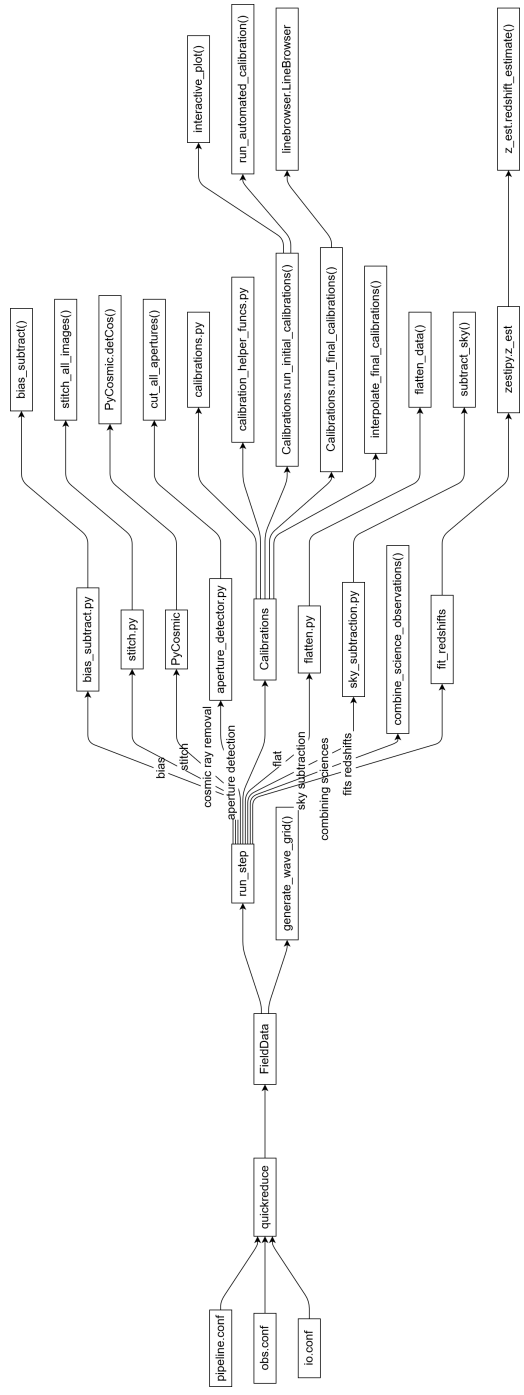 pipeline.conf
obs.conf
io.conf
quickreduce
FieldData
run_step
generate_wave_grid()
bias
stitch
cosmic ray removal
aperture detection
flat
sky subtraction
combining sciences
fits redshifts
bias_subtract.py
stitch.py
PyCosmic
aperture_detector.py
Calibrations
flatten.py
sky_subtraction.py
combine_science_observations()
fit_redshifts
bias_subtract()
stitch_all_images()
PyCosmic.detCos()
cut_all_apertures()
calibrations.py
calibration_helper_funcs.py
Calibrations.run_initial_calibrations()
Calibrations.run_final_calibrations()
interpolate_final_calibrations()
flatten_data()
subtract_sky()
zestipy.z_est
interactive_plot()
run_automated_calibration()
linebrowser.LineBrowser
z_est.redshift_estimate()